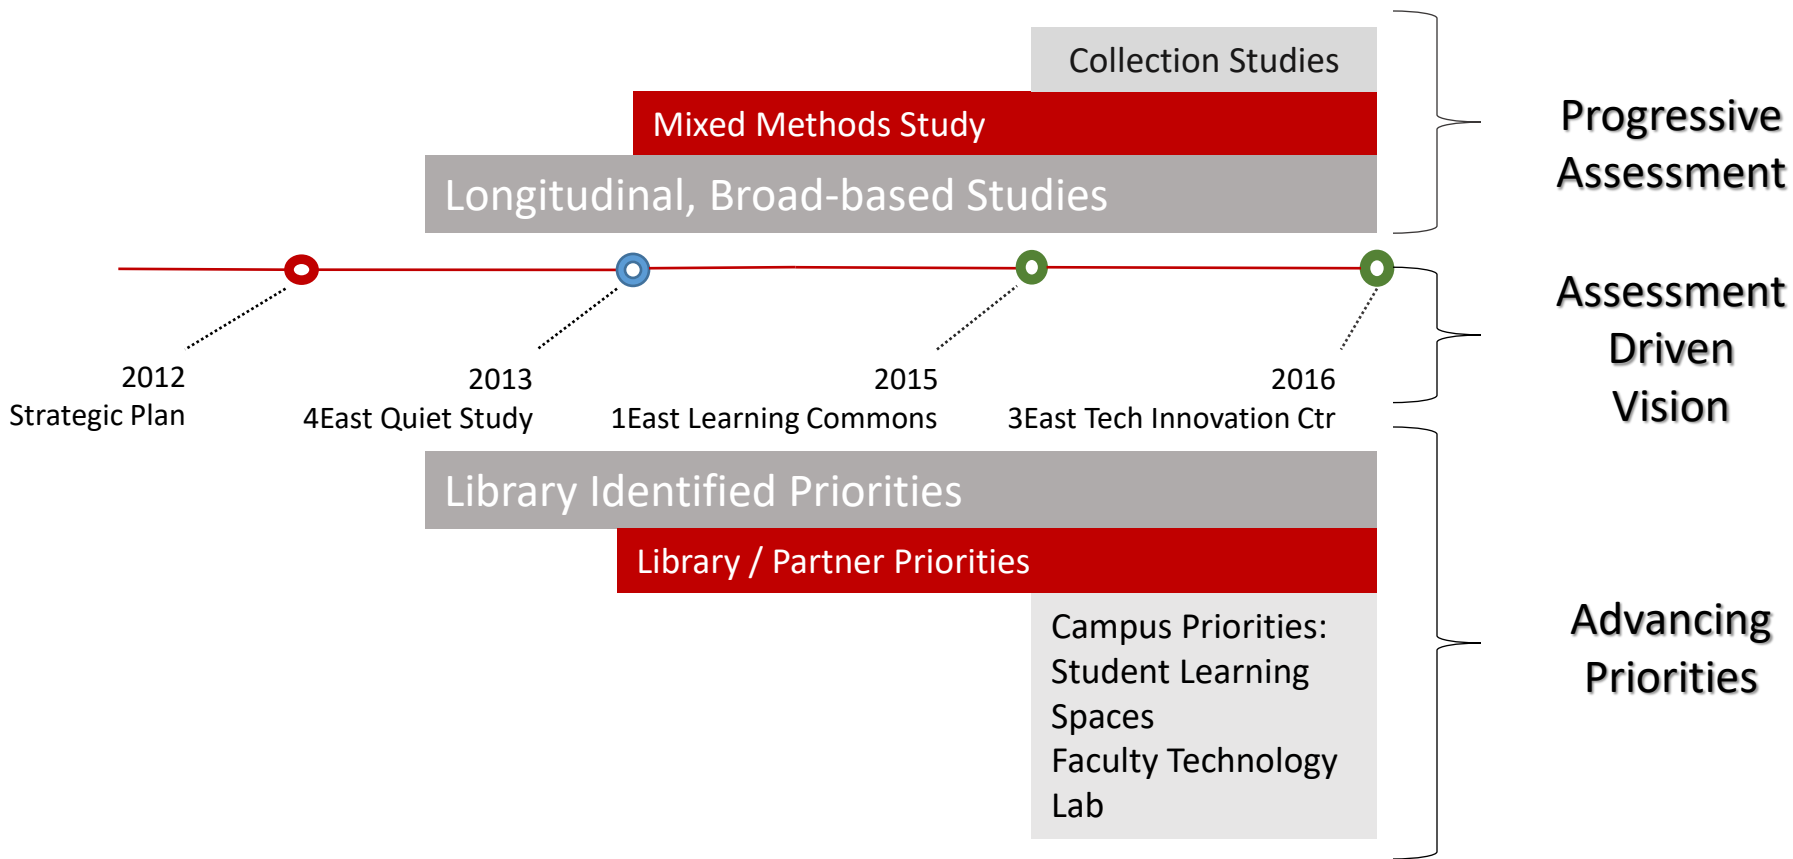 Collection Studies
Mixed Methods Study
Longitudinal, Broad-based Studies
Progressive
Assessment
2012
Strategic Plan
2013
4East Quiet Study
2015
1East Learning Commons
2016
3East Tech Innovation Ctr
Assessment
Driven
Vision
Library Identified Priorities
Library / Partner Priorities
Campus Priorities:
Student Learning
Spaces
Faculty Technology
Lab
Advancing
Priorities